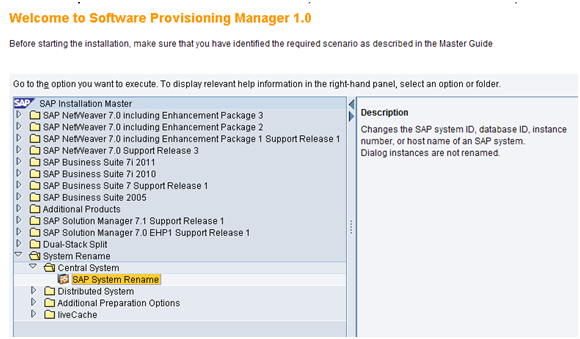 Welcome to Software Provisioning Manager 1.0
Before starting the installation, make sure that you have identified the required scenario as described in the Master Guide
Go to the option you want to execute. To display relevant help information in the right-hand panel, select an option or folder.
SAP SAP Installation Master
SAP NetWeaver 7.0 including Enhancement Package 3
SAP NetWeaver 7.0 including Enhancement Package 2
SAP NetWeaver 7.0 including Enhancement Package 1 Support Release 1
SAP NetWeaver 7.0 Support Release 3
SAP Business Suite 7i 2011
SAP Business Suite 7i 2010
SAP Business Suite 7 Support Release 1
SAP Business Suite 2005
Additional Products
SAP Solution Manager 7.1 Support Release 1
SAP Solution Manager 7.0 EHP1 Support Release 1
Dual-Stack Split
System Rename
Central System
SAP System Rename
Distributed System
Additional Preparation Options
liveCache
Description
Changes the SAP system ID, database ID, instance
number, or host name of an SAP system.
Dialog instances are not renamed.